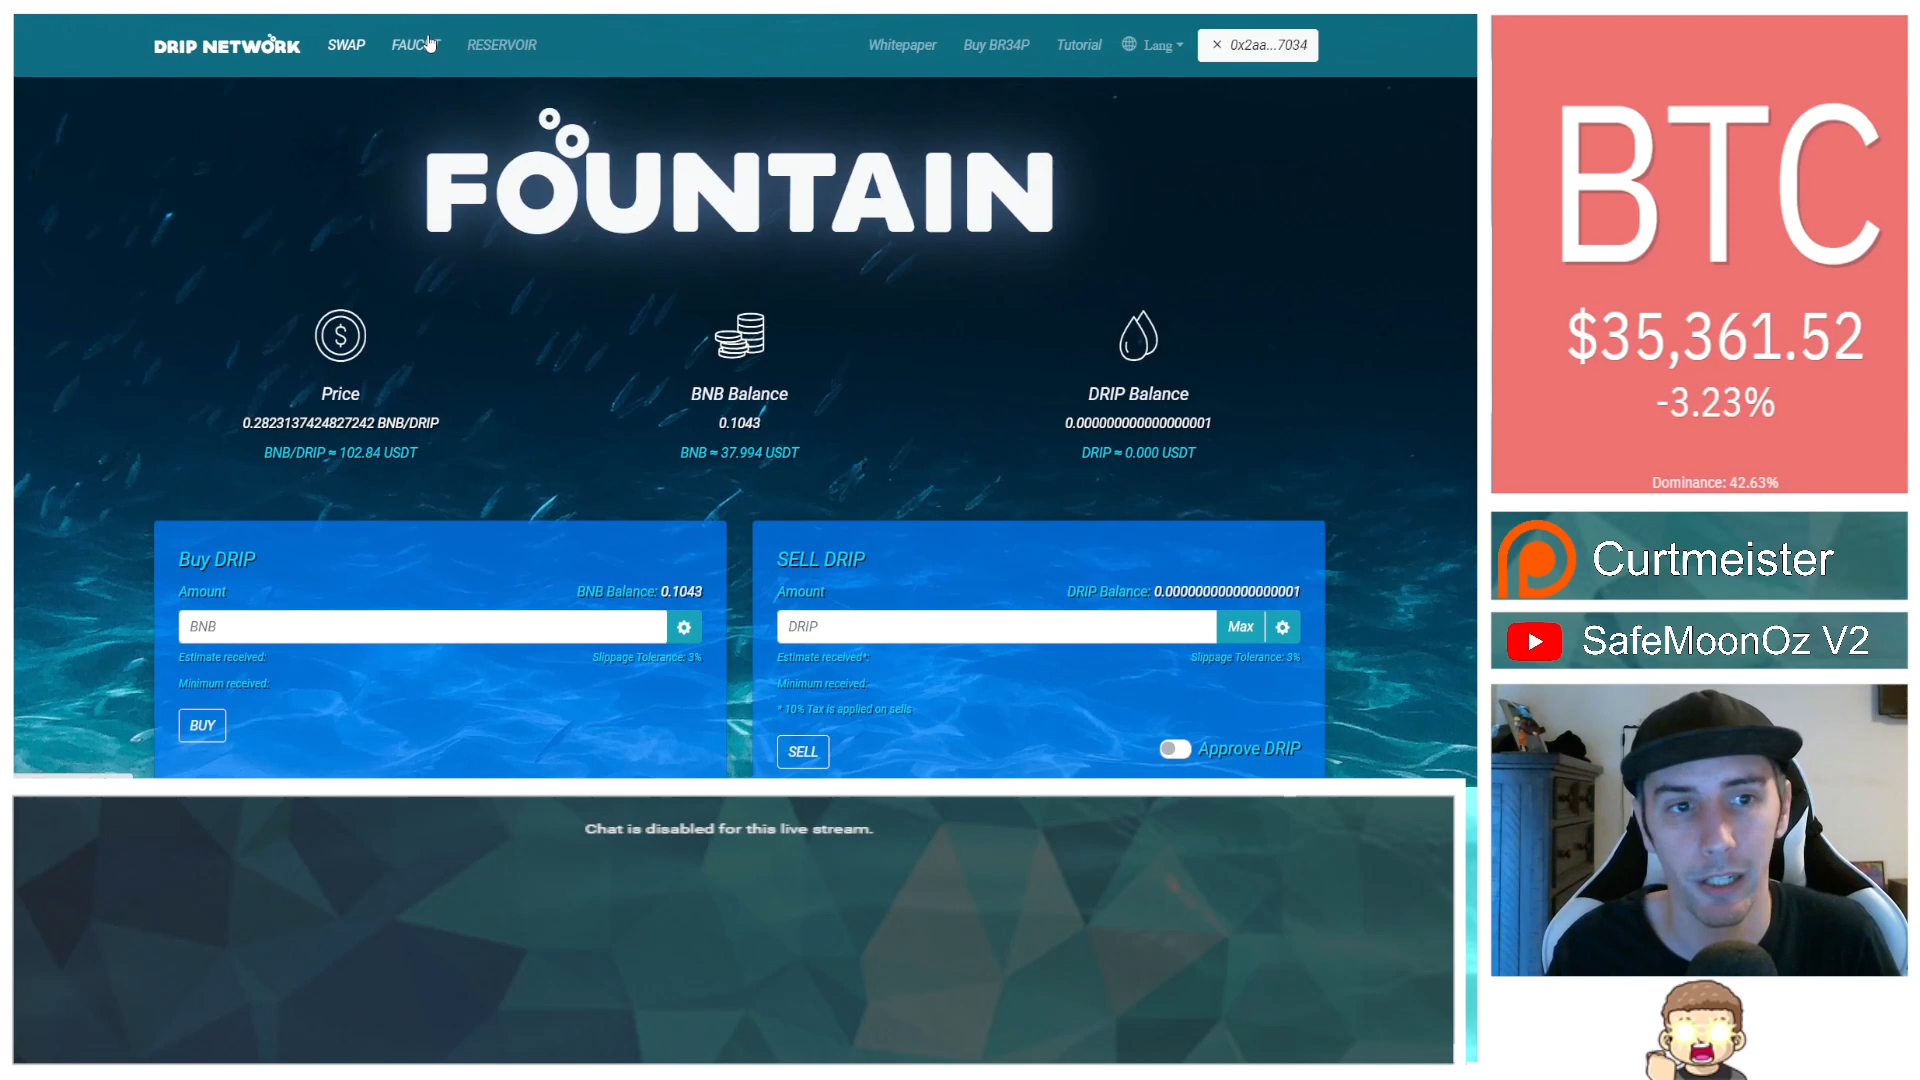 DRIP NETWORK
SWAP
RESERVOIR
Whitepaper
Buy BR34P
Tutorial
Lang
× 0x2aa...7034
FOUNTAIN
Price
0.2823137424827242 BNB/DRIP
BNB/DRIP ≈ 102.84 USDT
BNB Balance
0.1043
BNB ≈ 37.994 USDT
DRIP Balance
0.000000000000000001
DRIP ≈ 0.000 USDT
Buy DRIP
Amount
BNB Balance: 0.1043
BNB
Estimate received:
Slippage Tolerance: 3%
Minimum received:
BUY
SELL DRIP
Amount
DRIP Balance: 0.000000000000000001
DRIP
Max
Estimate received*:
Slippage Tolerance: 3%
Minimum received:
* 10% Tax is applied on sells
SELL
Approve DRIP
Chat is disabled for this live stream.
BTC
$35,361.52
-3.23%
Dominance: 42.63%
Curtmeister
SafeMoonOz V2